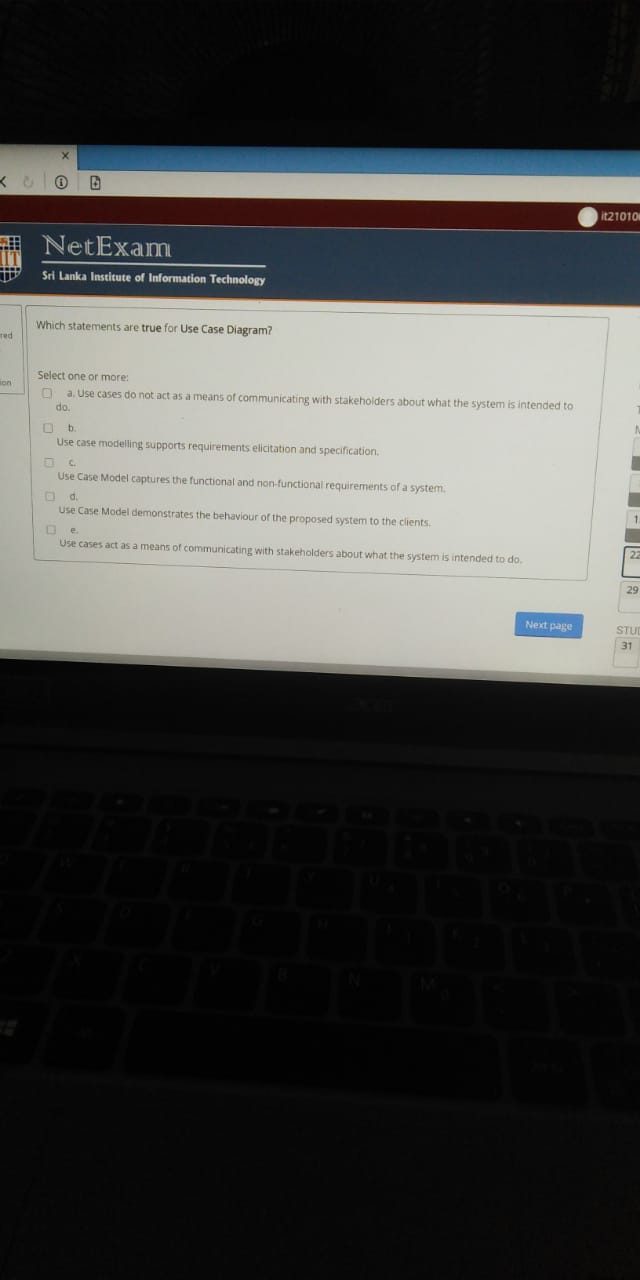 it21010
NetExam
Sri Lanka Institute of Information Technology
red
ion
Which statements are true for Use Case Diagram?
Select one or more:
a. Use cases do not act as a means of communicating with stakeholders about what the system is intended to
do.
b.
Use case modelling supports requirements elicitation and specification.
c.
Use Case Model captures the functional and non-functional requirements of a system.
d.
Use Case Model demonstrates the behaviour of the proposed system to the clients.
e.
Use cases act as a means of communicating with stakeholders about what the system is intended to do.
Next page
22
29
STU
31
acer